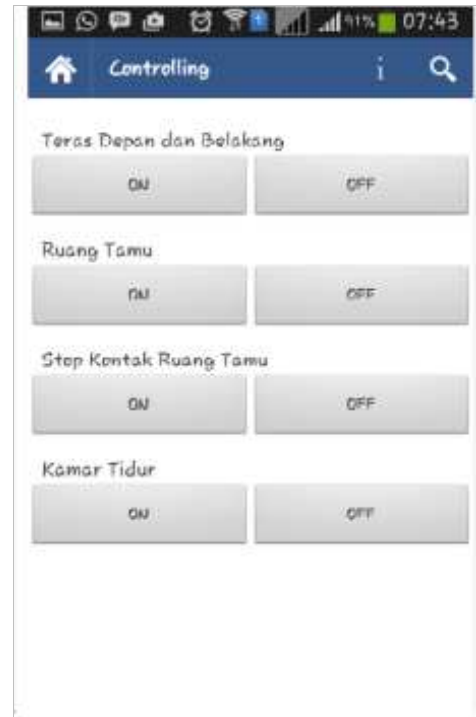 91% 07:43
Controlling i
Teras Depan dan Belakang
ON OFF
Ruang Tamu
ON OFF
Stop Kontak Ruang Tamu
ON OFF
Kamar Tidur
ON OFF